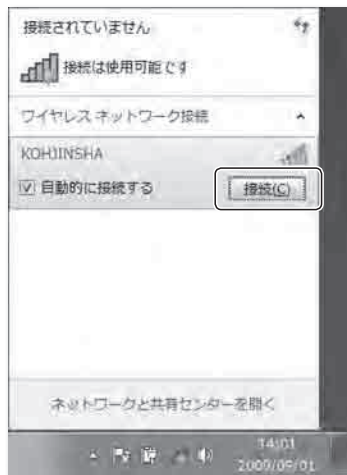 接続されていません
接続は使用可能です
ワイヤレス ネットワーク接続
KOHJINSHA
自動的に接続する
接続(C)
ネットワークと共有センターを開く
14:01
2009/09/01